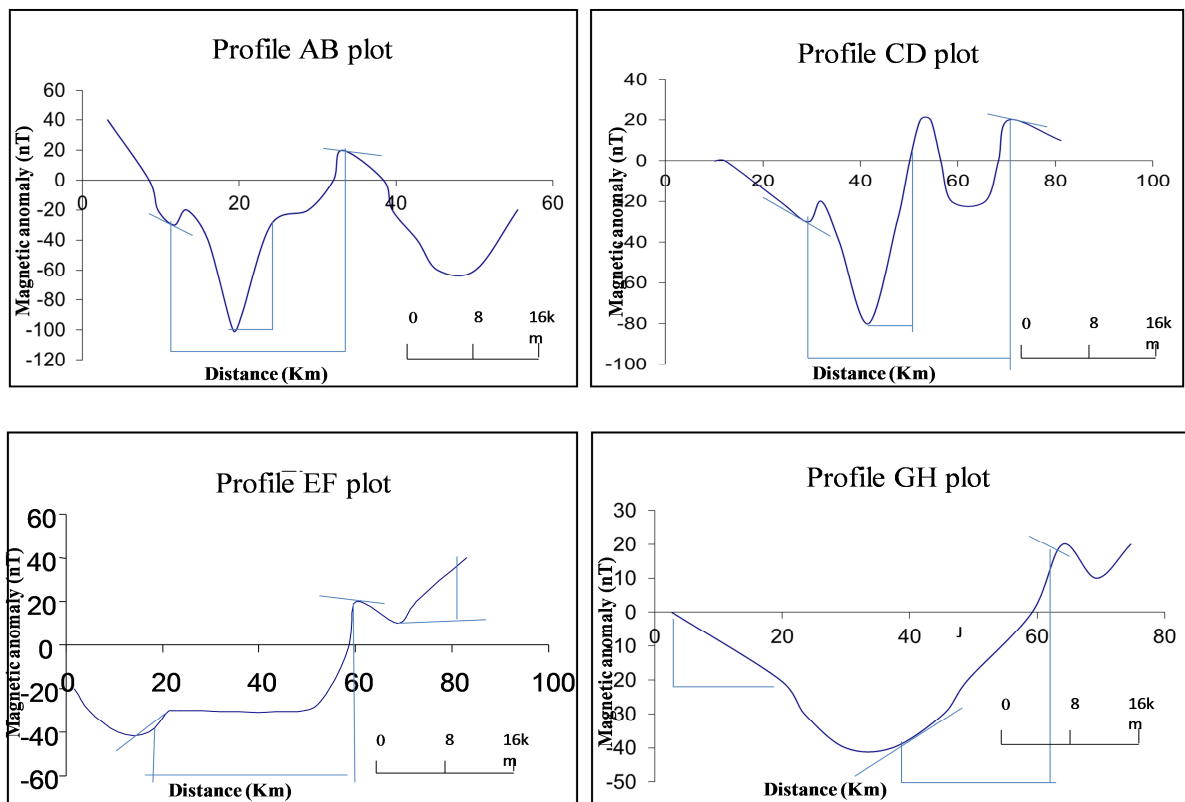 Profile AB plot
Magnetic anomaly (nT)
60
40
20
0
-20
-40
-60
-80
-100
-120
0
20
40
60
0 8 16k
m
Distance (Km)
Profile CD plot
Magnetic anomaly (nT)
40
20
0
-20
-40
-60
-80
-100
0
20
40
60
80
100
0 8 16k
m
Distance (Km)
Profile EF plot
Magnetic anomaly (nT)
60
40
20
0
-20
-40
-60
0
20
40
60
80
100
0 8 16k
m
Distance (Km)
Profile GH plot
Magnetic anomaly (nT)
30
20
10
0
-10
-20
-30
-40
-50
0
20
40
J
60
80
0 8 16k
m
Distance (Km)